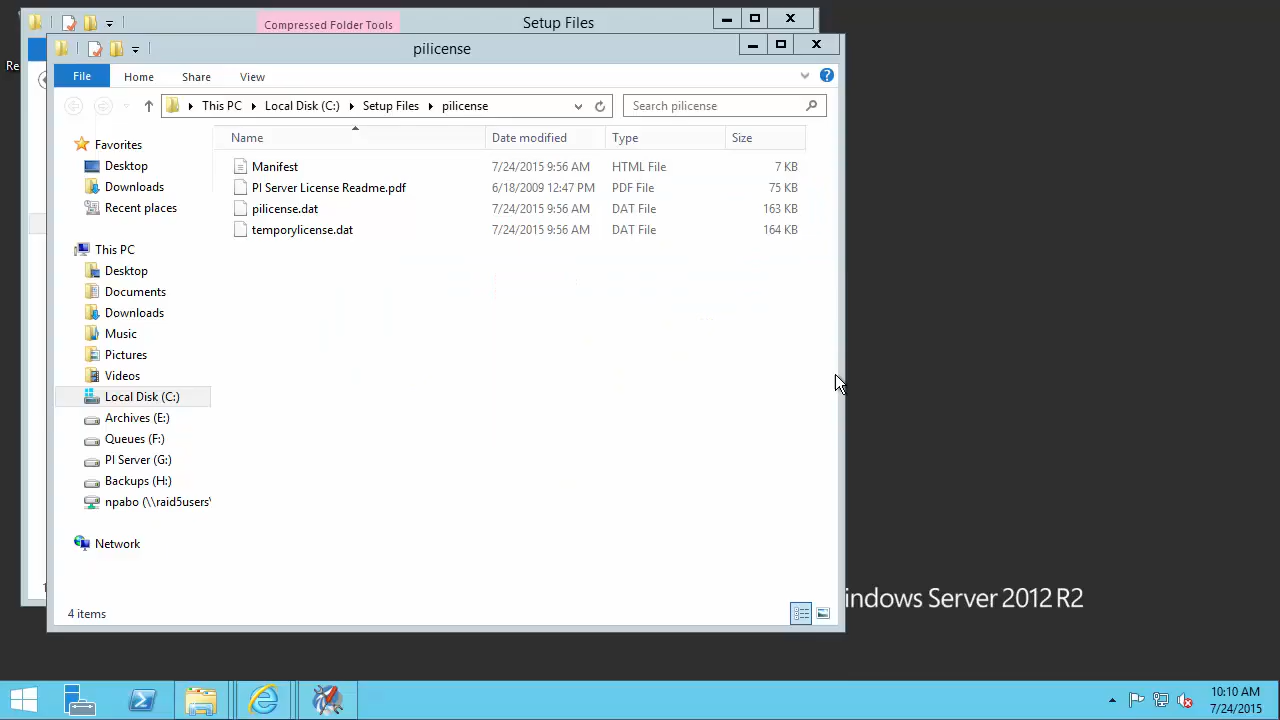 Compressed Folder Tools
Setup Files
pilicense
Re
File
Home
Share
View
This PC
Local Disk (C:)
Setup Files
pilicense
Search pilicense
Name
Date modified
Type
Size
Manifest
7/24/2015 9:56 AM
HTML File
7 KB
PI Server License Readme.pdf
6/18/2009 12:47 PM
PDF File
75 KB
pilicense.dat
7/24/2015 9:56 AM
DAT File
163 KB
temporylicense.dat
7/24/2015 9:56 AM
DAT File
164 KB
Favorites
Desktop
Downloads
Recent places
This PC
Desktop
Documents
Downloads
Music
Pictures
Videos
Local Disk (C:)
Archives (E:)
Queues (F:)
PI Server (G:)
Backups (H:)
npabo (\\raid5users\
Network
4 items
indows Server 2012 R2
10:10 AM
7/24/2015